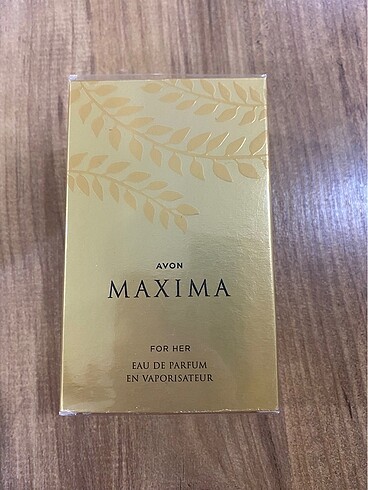 AVON
MAXIMA
FOR HER
EAU DE PARFUM
EN VAPORISATEUR